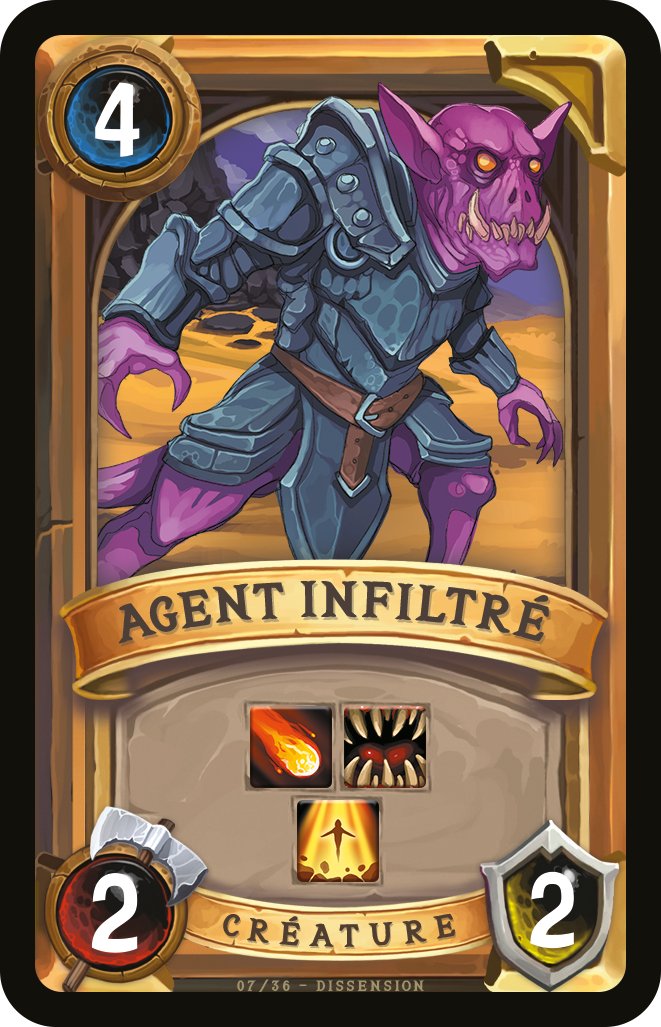 4
AGENT INFILTRÉ
2
2
CRÉATURE
07/36 – DISSENSION